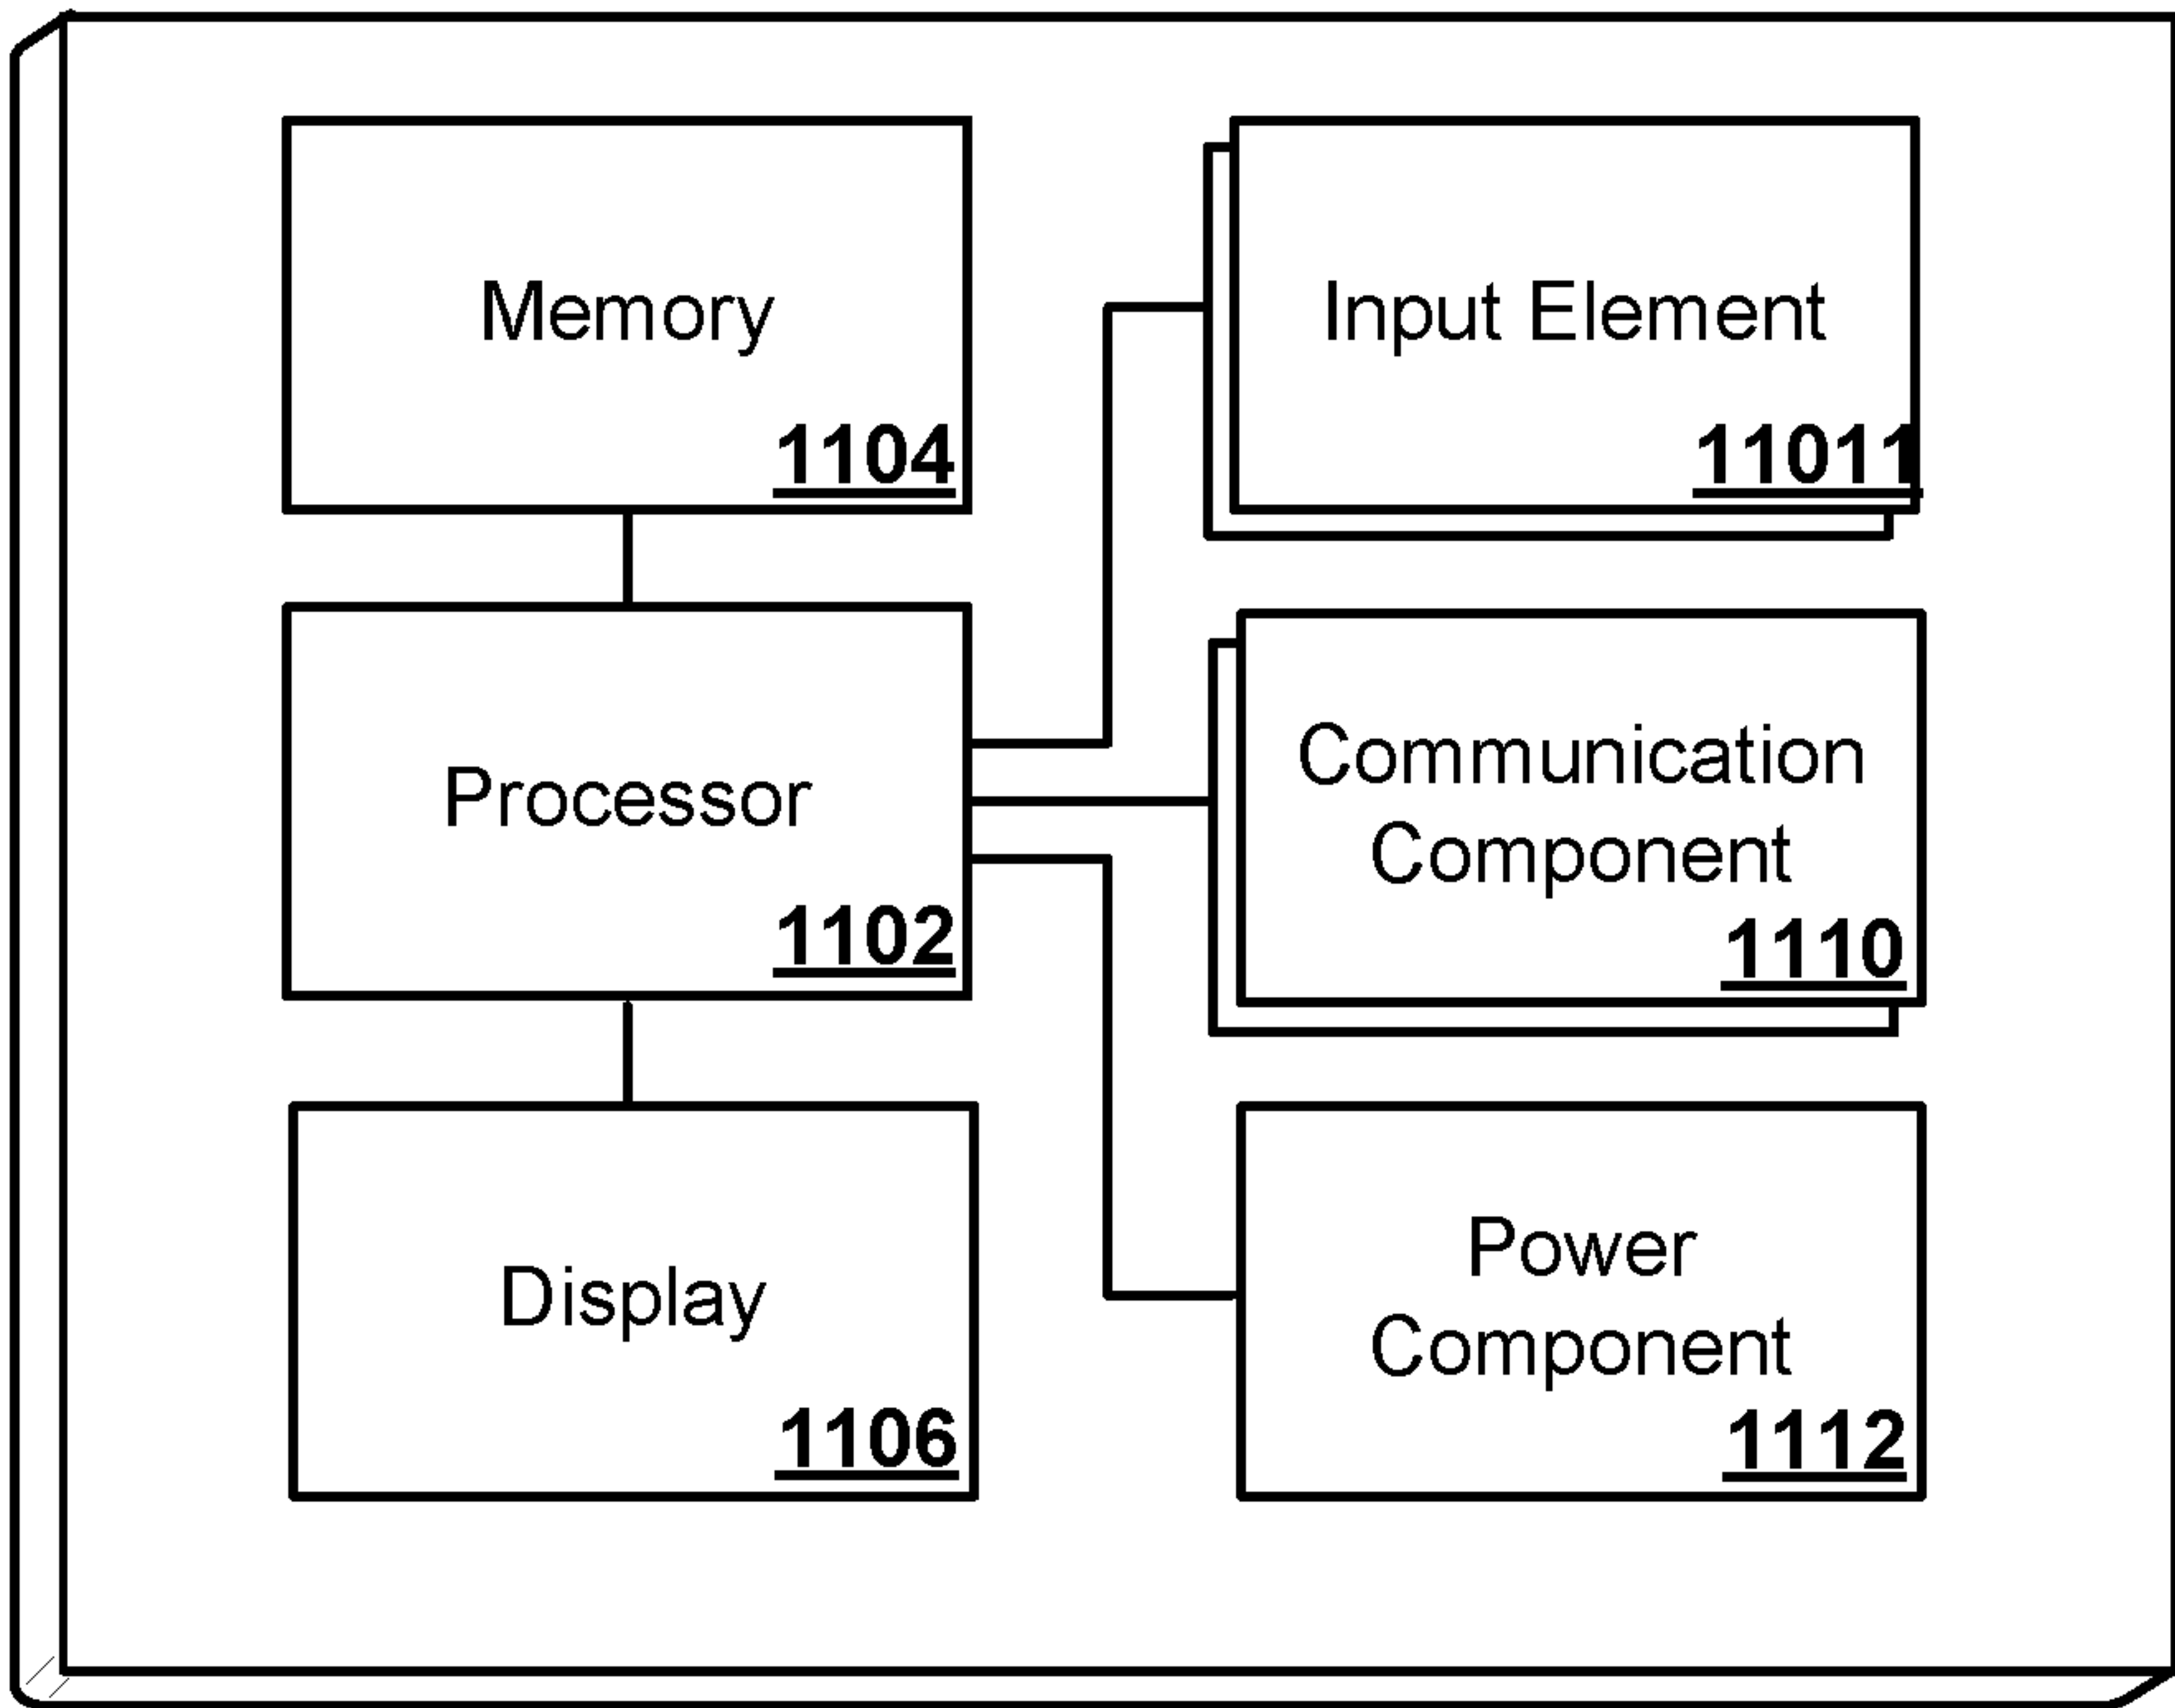 Memory
1104
Input Element
11011
Processor
1102
Communication
Component
1110
Display
1106
Power
Component
1112